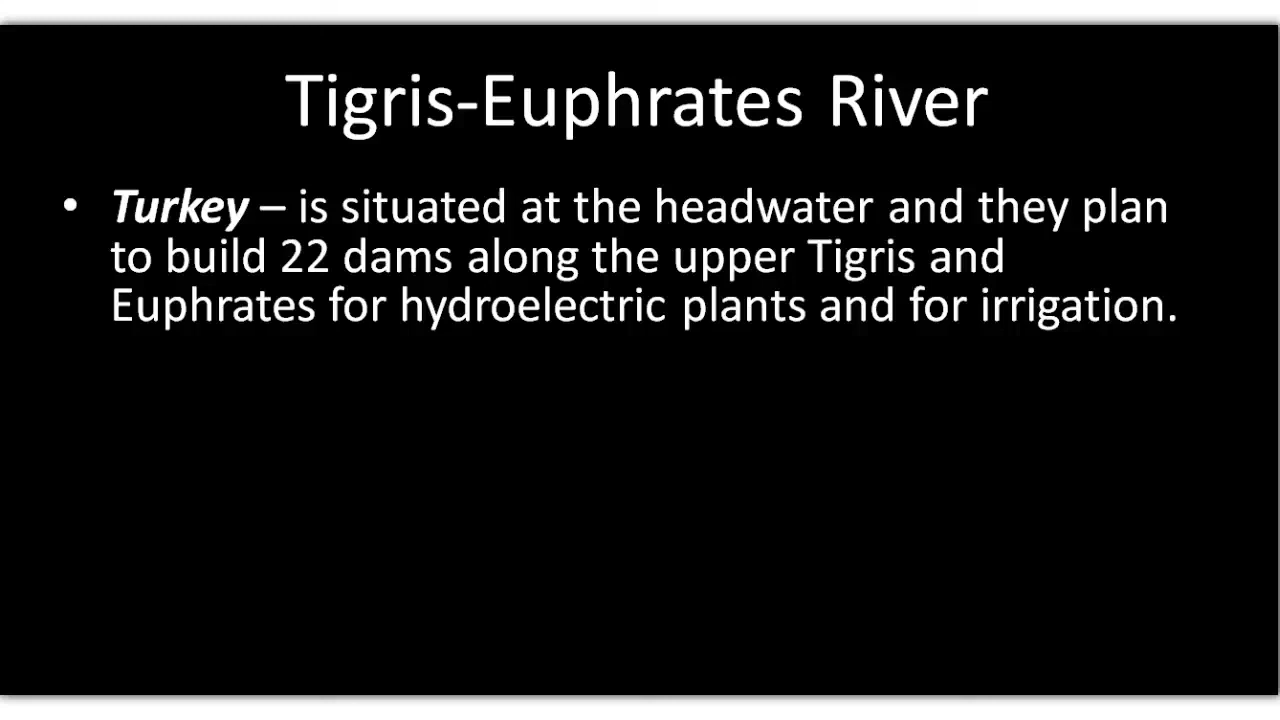 Tigris-Euphrates River
• Turkey – is situated at the headwater and they plan
to build 22 dams along the upper Tigris and
Euphrates for hydroelectric plants and for irrigation.